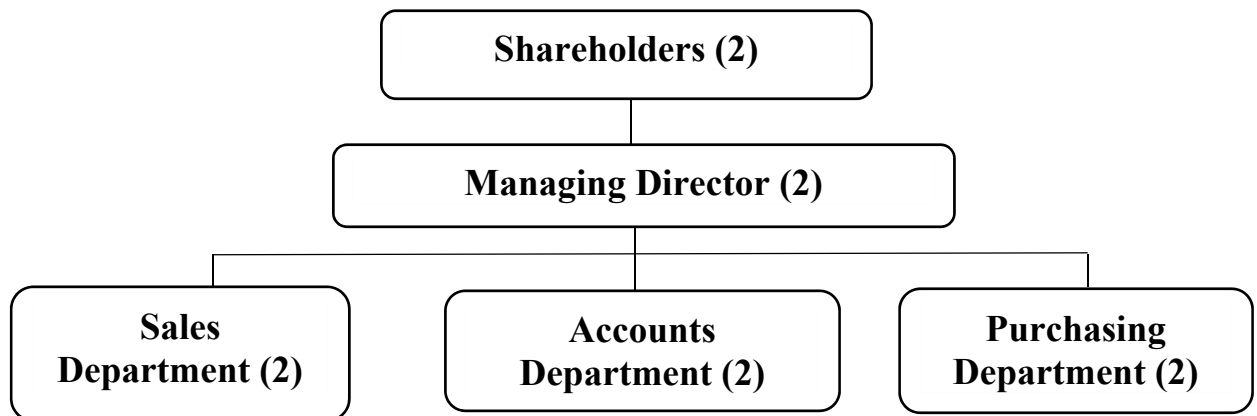 Shareholders (2)
Managing Director (2)
Sales
Department (2)
Accounts
Department (2)
Purchasing
Department (2)